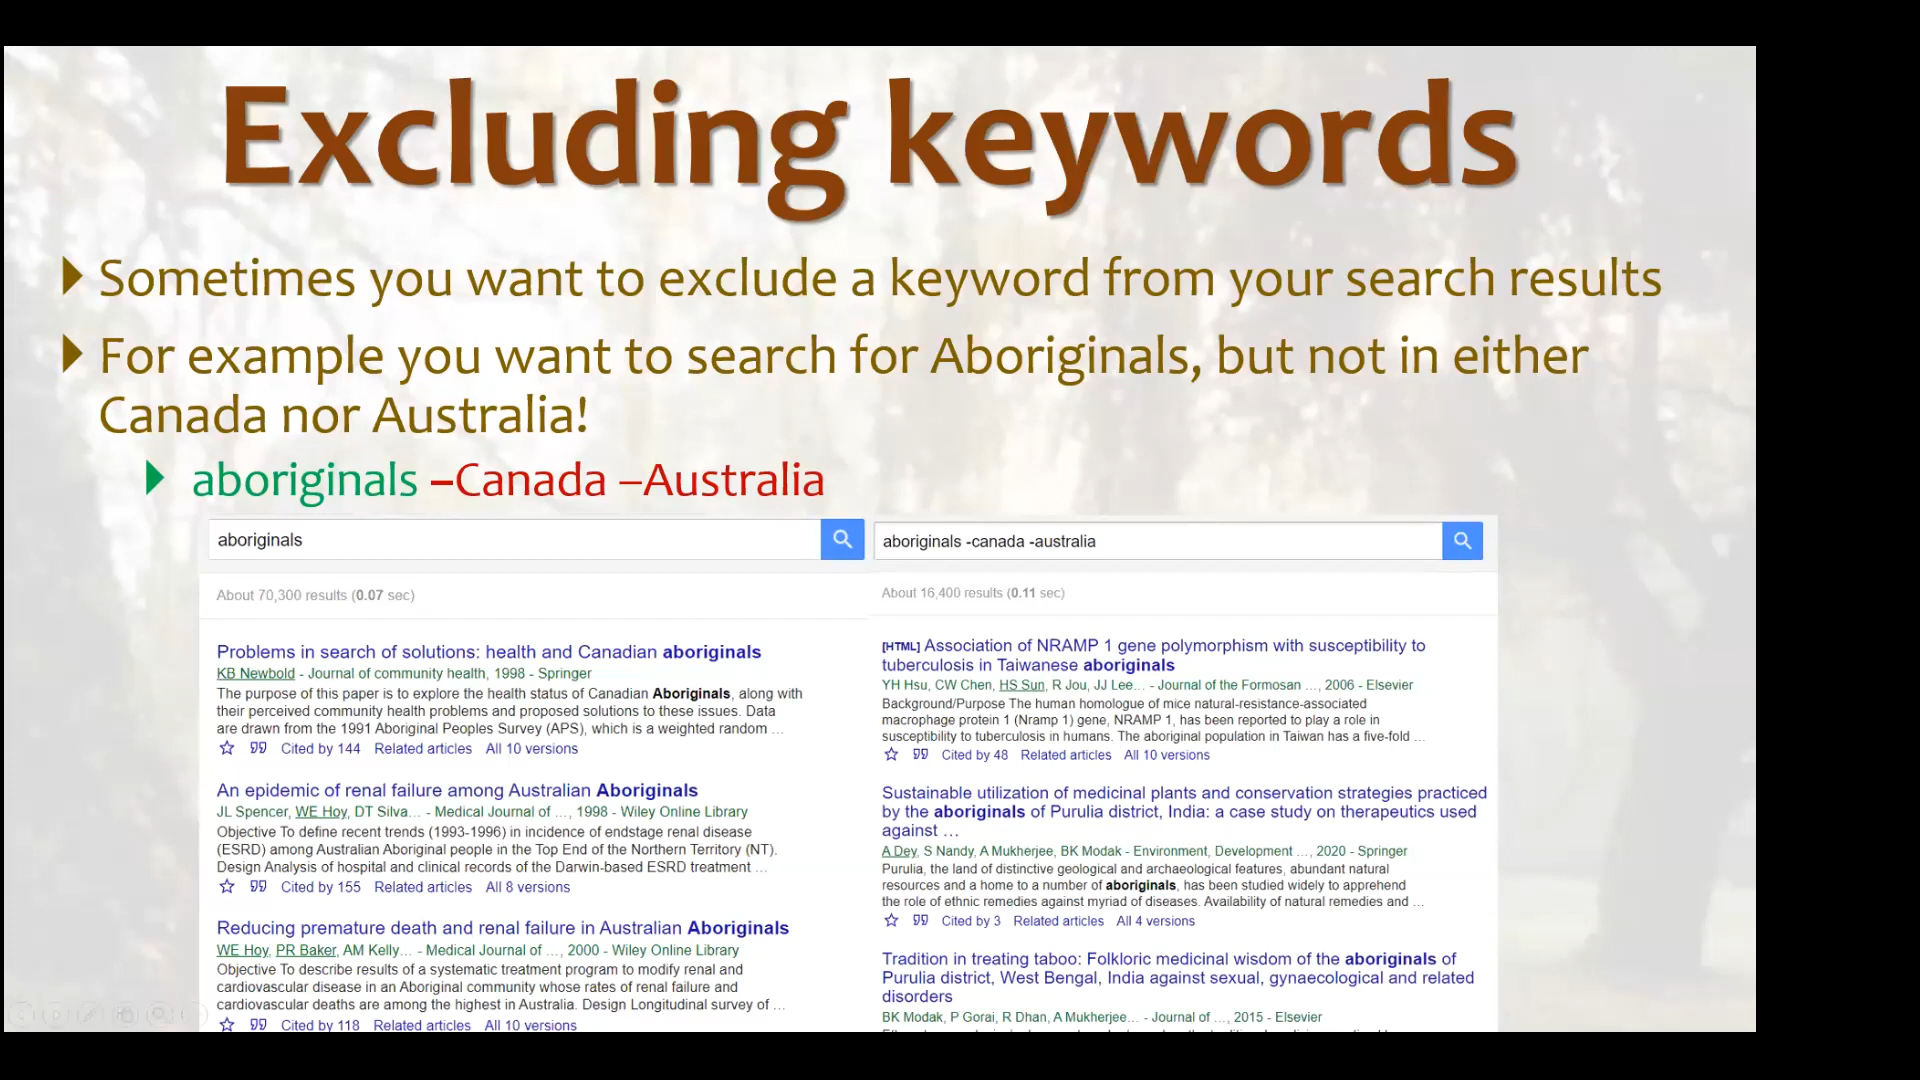 Excluding keywords
Sometimes you want to exclude a keyword from your search results
For example you want to search for Aboriginals, but not in either
Canada nor Australia!
aboriginals –Canada –Australia
aboriginals
About 70,300 results (0.07 sec)
Problems in search of solutions: health and Canadian aboriginals
KB Newbold - Journal of community health, 1998 - Springer
The purpose of this paper is to explore the health status of Canadian Aboriginals, along with
their perceived community health problems and proposed solutions to these issues. Data
are drawn from the 1991 Aboriginal Peoples Survey (APS), which is a weighted random ...
Cited by 144 Related articles All 10 versions
An epidemic of renal failure among Australian Aboriginals
JL Spencer, WE Hoy, DT Silva... - Medical Journal of ..., 1998 - Wiley Online Library
Objective To define recent trends (1993-1996) in incidence of endstage renal disease
(ESRD) among Australian Aboriginal people in the Top End of the Northern Territory (NT).
Design Analysis of hospital and clinical records of the Darwin-based ESRD treatment ...
Cited by 155 Related articles All 8 versions
Reducing premature death and renal failure in Australian Aboriginals
WE Hoy, PR Baker, AM Kelly... - Medical Journal of ..., 2000 - Wiley Online Library
Objective To describe results of a systematic treatment program to modify renal and
cardiovascular disease in an Aboriginal community whose rates of renal failure and
cardiovascular deaths are among the highest in Australia. Design Longitudinal survey of ...
Cited by 118 Related articles All 10 versions
aboriginals -canada -australia
About 16,400 results (0.11 sec)
[HTML] Association of NRAMP 1 gene polymorphism with susceptibility to
tuberculosis in Taiwanese aboriginals
YH Hsu, CW Chen, HS Sun, R Jou, JJ Lee... - Journal of the Formosan ..., 2006 - Elsevier
Background/Purpose The human homologue of mice natural-resistance-associated
macrophage protein 1 (Nramp 1) gene, NRAMP 1, has been reported to play a role in
susceptibility to tuberculosis in humans. The aboriginal population in Taiwan has a five-fold ...
Cited by 48 Related articles All 10 versions
Sustainable utilization of medicinal plants and conservation strategies practiced
by the aboriginals of Purulia district, India: a case study on therapeutics used
against ...
A Dey, S Nandy, A Mukherjee, BK Modak - Environment, Development ..., 2020 - Springer
Purulia, the land of distinctive geological and archaeological features, abundant natural
resources and a home to a number of aboriginals, has been studied widely to apprehend
the role of ethnic remedies against myriad of diseases. Availability of natural remedies and ...
Cited by 3 Related articles All 4 versions
Tradition in treating taboo: Folkloric medicinal wisdom of the aboriginals of
Purulia district, West Bengal, India against sexual, gynaecological and related
disorders
BK Modak, P Gorai, R Dhan, A Mukherjee... - Journal of ..., 2015 - Elsevier